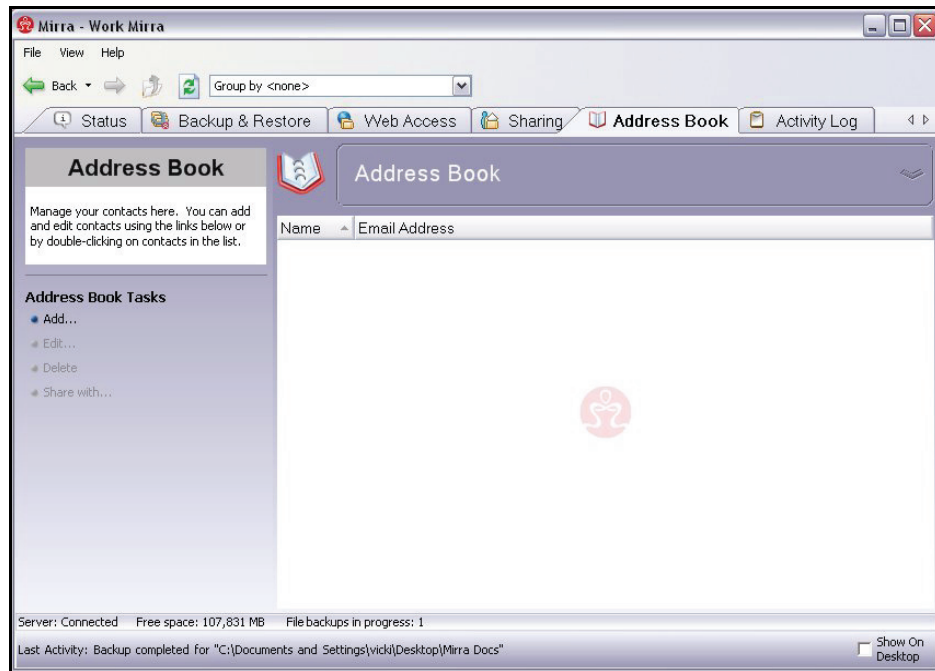 Mirra - Work Mirra
File View Help
Back Group by <none>
Status Backup & Restore Web Access Sharing Address Book Activity Log
Address Book
Manage your contacts here. You can add
and edit contacts using the links below or
by double-clicking on contacts in the list.
Address Book Tasks
Add...
Edit...
Delete
Share with...
Address Book
Name Email Address
Server: Connected Free space: 107,831 MB File backups in progress: 1
Last Activity: Backup completed for "C:\Documents and Settings\vicki\Desktop\Mirra Docs"
Show On
Desktop